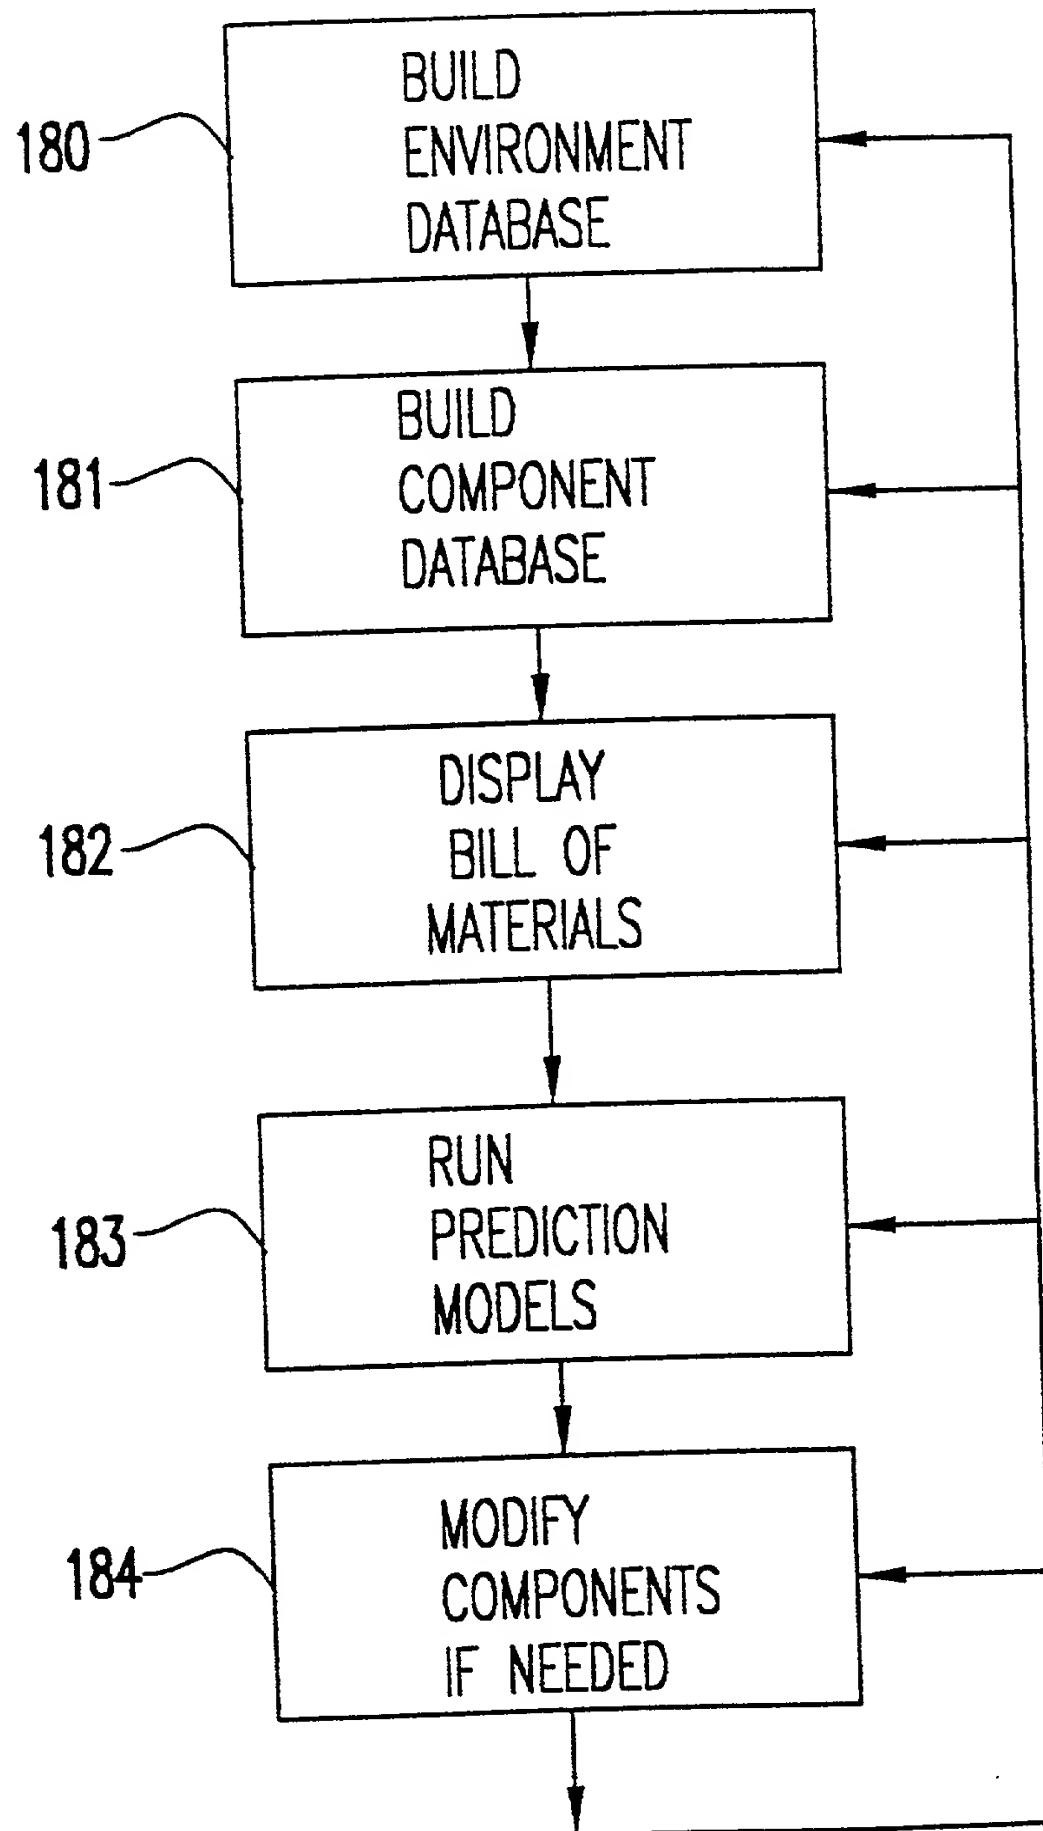 180
BUILD
ENVIRONMENT
DATABASE
181
BUILD
COMPONENT
DATABASE
182
DISPLAY
BILL OF
MATERIALS
183
RUN
PREDICTION
MODELS
184
MODIFY
COMPONENTS
IF NEEDED